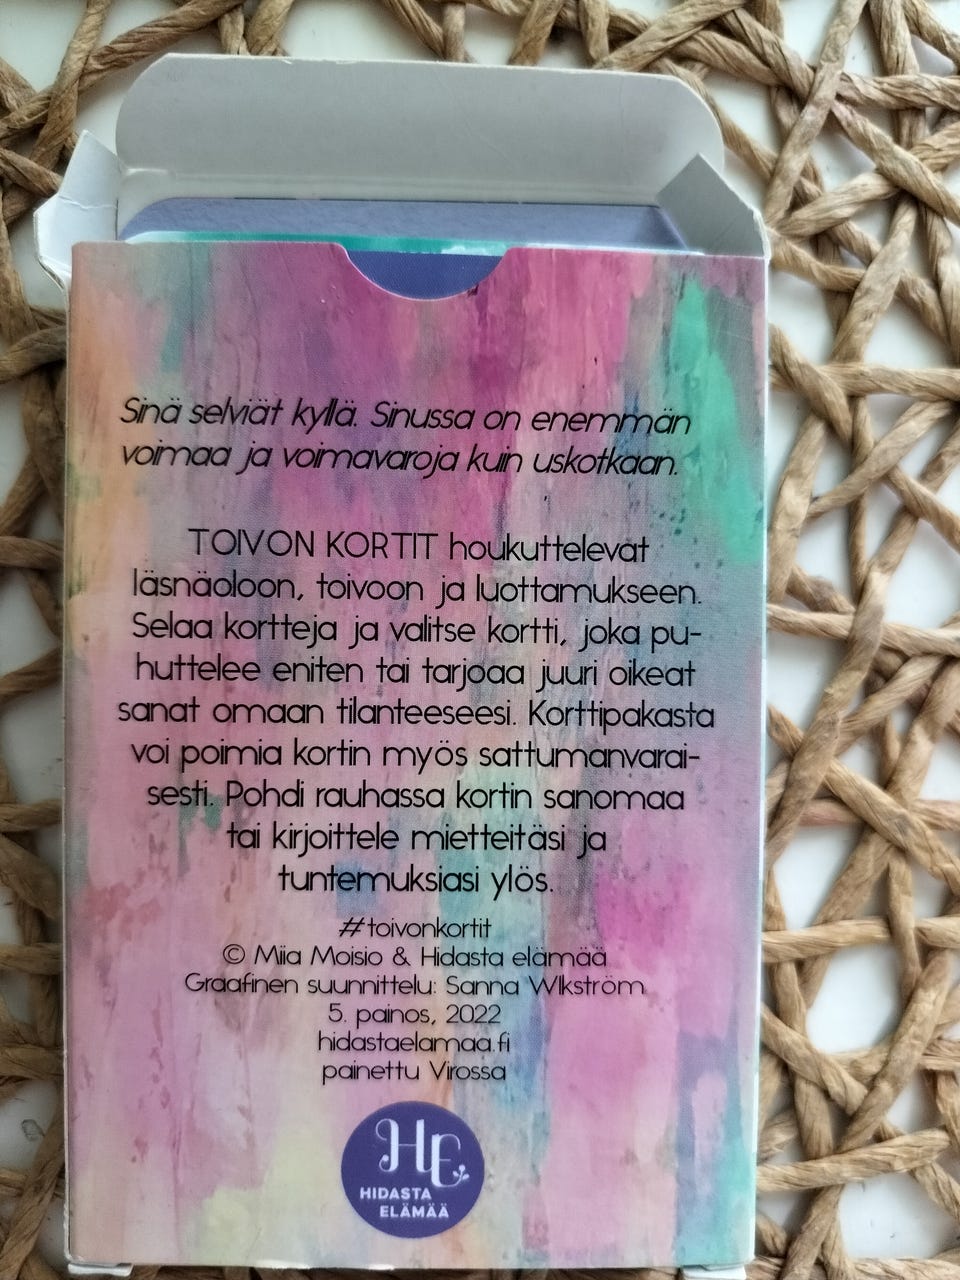 Sinä selviät kyllä. Sinussa on enemmän
voimaa ja voimavaroja kuin uskotkaan.
TOIVON KORTIT houkuttelevat
läsnäoloon, toivoon ja luottamukseen.
Selaa kortteja ja valitse kortti, joka pu-
huttelee eniten tai tarjoaa juuri oikeat
sanat omaan tilanteeseesi. Korttipakasta
voi poimia kortin myös sattumanvarai-
sesti. Pohdi rauhassa kortin sanomaa
tai kirjoittele mietteitäsi ja
tuntemuksiasi ylös.
#toivonkortit
© Miia Moisio & Hidasta elämää
Graafinen suunnittelu: Sanna WIkström
5. painos, 2022
hidastaelamaa.fi
painettu Virossa
HE
HIDASTA
ELÄMÄÄ